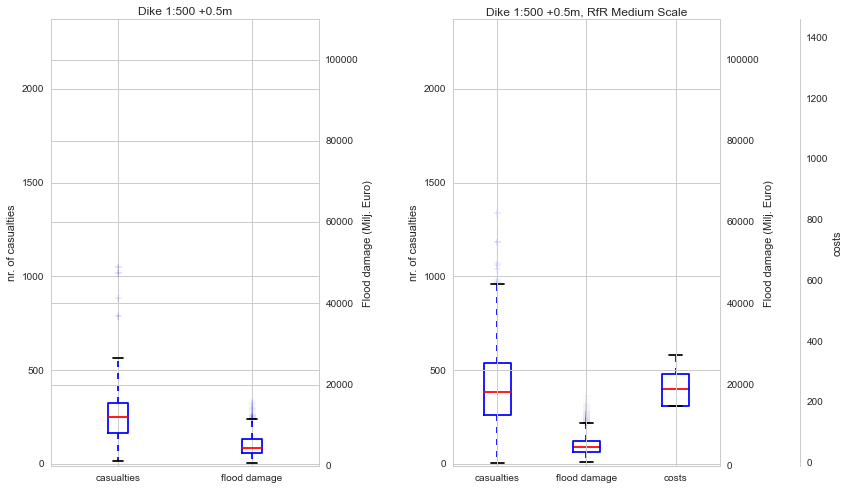 Dike 1:500 +0.5m
2000
1500
1000
500
0
nr. of casualties
100000
80000
60000
40000
20000
0
Flood damage (Milj. Euro)
casualties
flood damage
Dike 1:500 +0.5m, RfR Medium Scale
2000
1500
1000
500
0
nr. of casualties
100000
80000
60000
40000
20000
0
Flood damage (Milj. Euro)
1400
1200
1000
800
600
400
200
0
costs
casualties
flood damage
costs